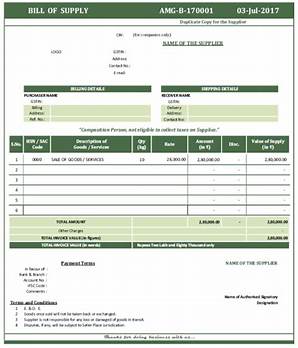 BILL OF SUPPLY AMG-B-170001 03-Jul-2017
Duplicate Copy for the Supplier
CIN: (for companies only)
NAME OF THE SUPPLIER
LOGO
GSTIN:
Address:
Contact No:
E-mail:
BILLING DETAILS SHIPPING DETAILS
PURCHASER NAME RECEIVER NAME
GSTIN: GSTIN:
Address: Delivery -
Mobile No: Address:
Ref. No.: Contact No:
"Composition Person, not eligible to collect taxes on Supplier."
S.No. HSN / SAC Code Description of Goods / Services Qty (kg) Rate Amount (in ₹) Disc. Value of Supply (in ₹)
1 0000 SALE OF GOODS / SERVICES 10 28,000.00 2,80,000.00 - 2,80,000.00
2 - - -
3 - - -
4 - - -
5 - - -
6 - - -
TOTAL AMOUNT 2,80,000.00 - 2,80,000.00
Other Charges -
TOTAL INVOICE VALUE 2,80,000.00 - 2,80,000.00
TOTAL INVOICE VALUE (in words) Rupees Two Lakh and Eighty Thousand only
Payment Terms NAME OF THE SUPPLIER
In favour of :
Bank & Branch :
Account No. :
IFSC Code :
Name of Authorised Signatory
Terms and Conditions Designation
1 E. & O. E
2 Goods once sold will not be taken back or exchanged.
3 Supplier is not responsible for any loss or damaged of goods in transit
4 Disputes, if any, will be subject to Seller Place Jurisdiction
Thanks for doing business with us...